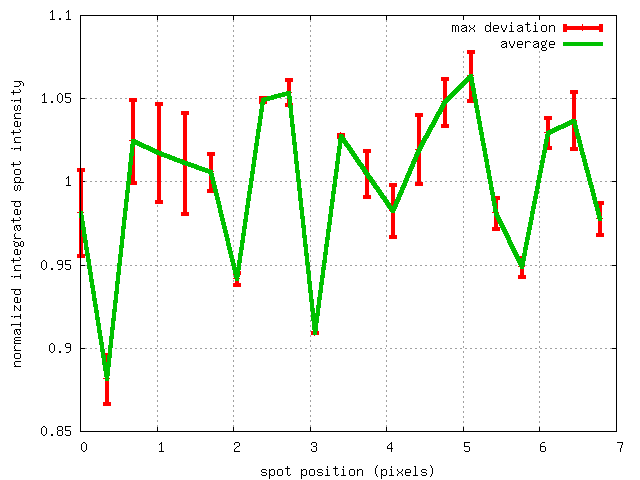 1.1
max deviation
average
1.05
1
0.95
0.9
0.85
normalized integrated spot intensity
0 1 2 3 4 5 6 7
spot position (pixels)